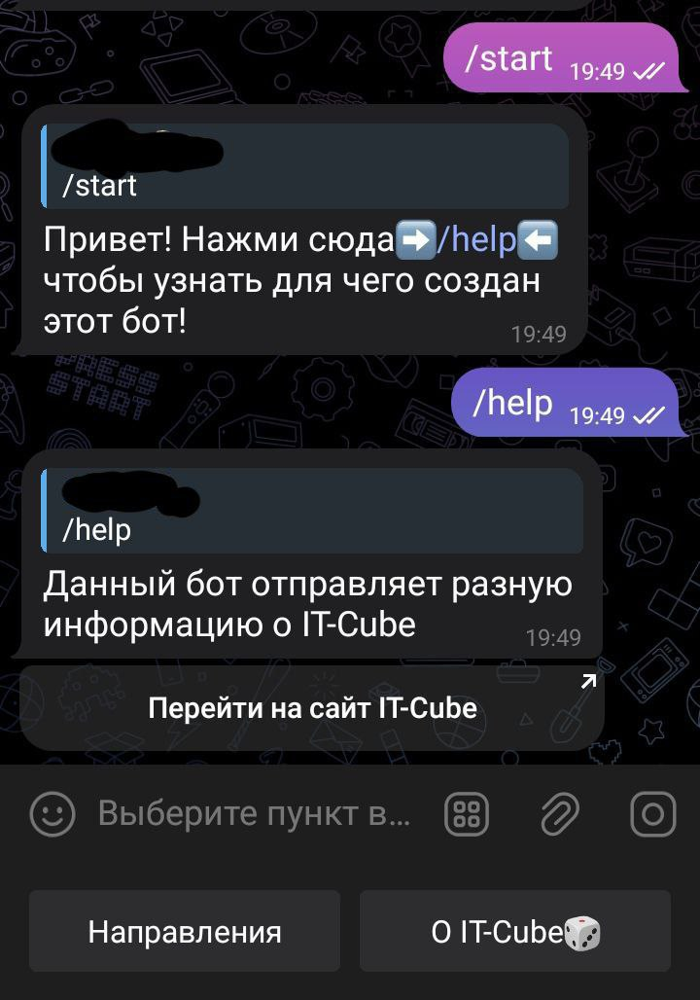 /start 19:49
/start
Привет! Нажми сюда➡️/help⬅️
чтобы узнать для чего создан
этот бот!
19:49
PRESS
START
/help 19:49
/help
Данный бот отправляет разную
информацию о IT-Cube
19:49
Перейти на сайт IT-Cube
Выберите пункт в...
Направления
О IT-Cube🎲